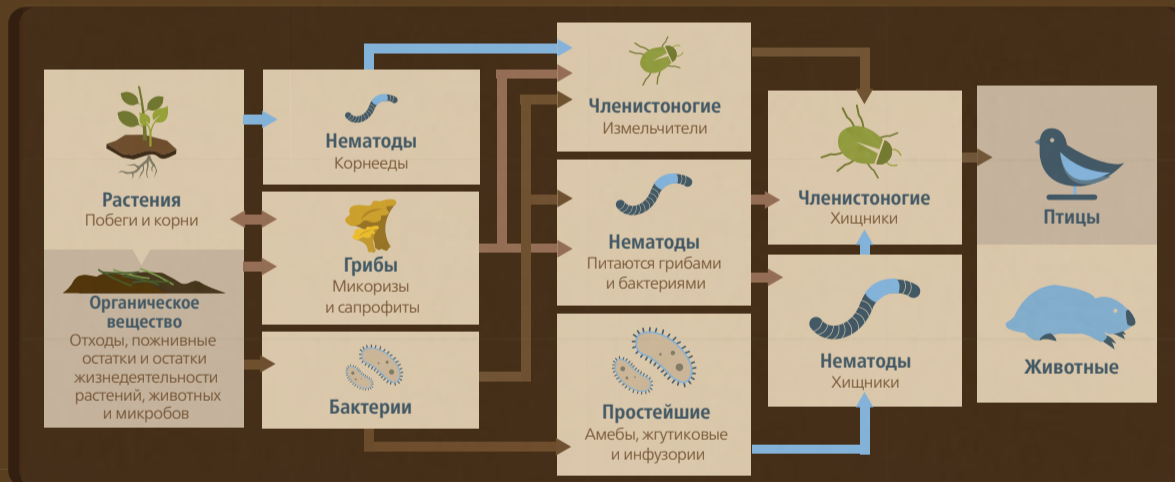 Растения
Побеги и корни
Органическое
вещество
Отходы, пожнивные
остатки и остатки
жизнедеятельности
растений, животных
и микробов
Нематоды
Корнееды
Грибы
Микоризы
и сапрофиты
Бактерии
Членистоногие
Измельчители
Нематоды
Питаются грибами
и бактериями
Простейшие
Амебы, жгутиковые
и инфузории
Членистоногие
Хищники
Нематоды
Хищники
Птицы
Животные